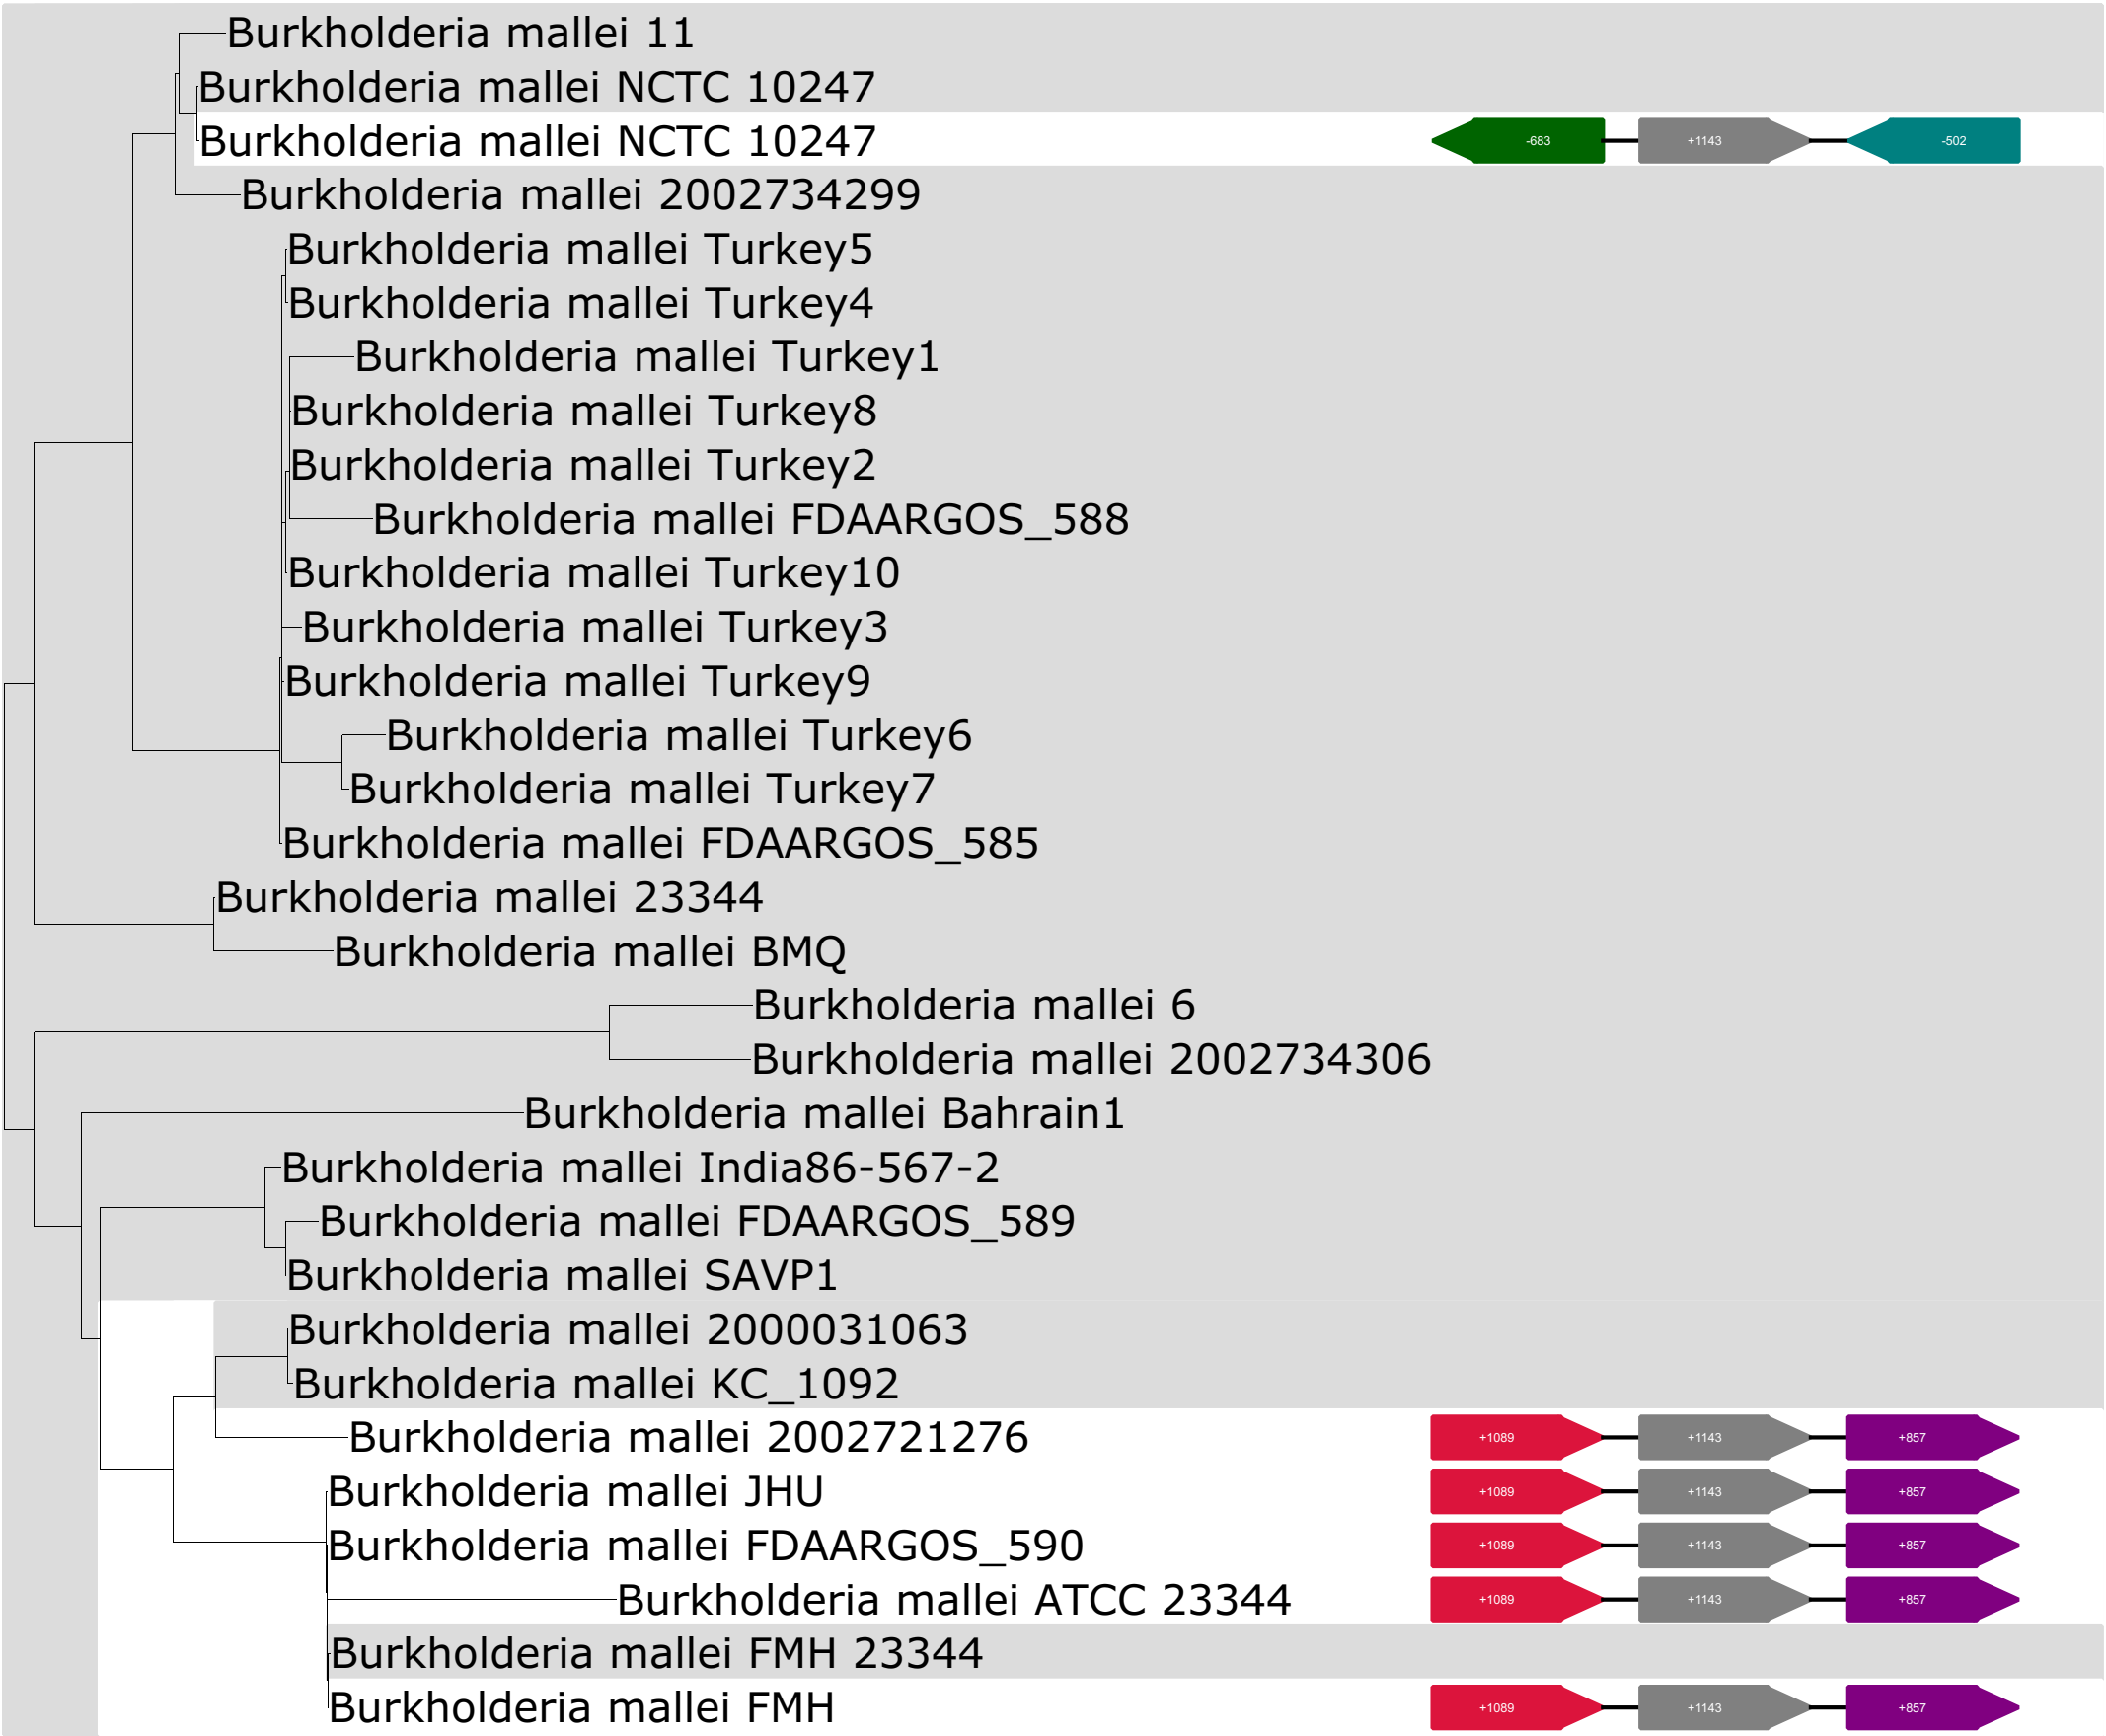 Burkholderia mallei 11
Burkholderia mallei NCTC 10247
Burkholderia mallei NCTC 10247 -683 +1143 -502
Burkholderia mallei 2002734299
Burkholderia mallei Turkey5
Burkholderia mallei Turkey4
Burkholderia mallei Turkey1
Burkholderia mallei Turkey8
Burkholderia mallei Turkey2
Burkholderia mallei FDAARGOS_588
Burkholderia mallei Turkey10
Burkholderia mallei Turkey3
Burkholderia mallei Turkey9
Burkholderia mallei Turkey6
Burkholderia mallei Turkey7
Burkholderia mallei FDAARGOS_585
Burkholderia mallei 23344
Burkholderia mallei BMQ
Burkholderia mallei 6
Burkholderia mallei 2002734306
Burkholderia mallei Bahrain1
Burkholderia mallei India86-567-2
Burkholderia mallei FDAARGOS_589
Burkholderia mallei SAVP1
Burkholderia mallei 2000031063
Burkholderia mallei KC_1092
Burkholderia mallei 2002721276 +1089 +1143 +857
Burkholderia mallei JHU +1089 +1143 +857
Burkholderia mallei FDAARGOS_590 +1089 +1143 +857
Burkholderia mallei ATCC 23344 +1089 +1143 +857
Burkholderia mallei FMH 23344
Burkholderia mallei FMH +1089 +1143 +857